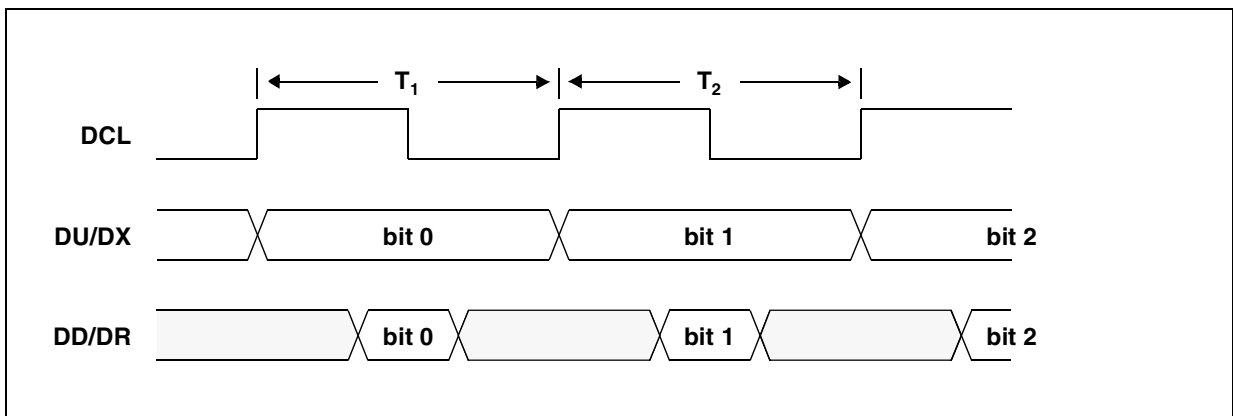 T1 T2
DCL
DU/DX bit 0 bit 1 bit 2
DD/DR bit 0 bit 1 bit 2